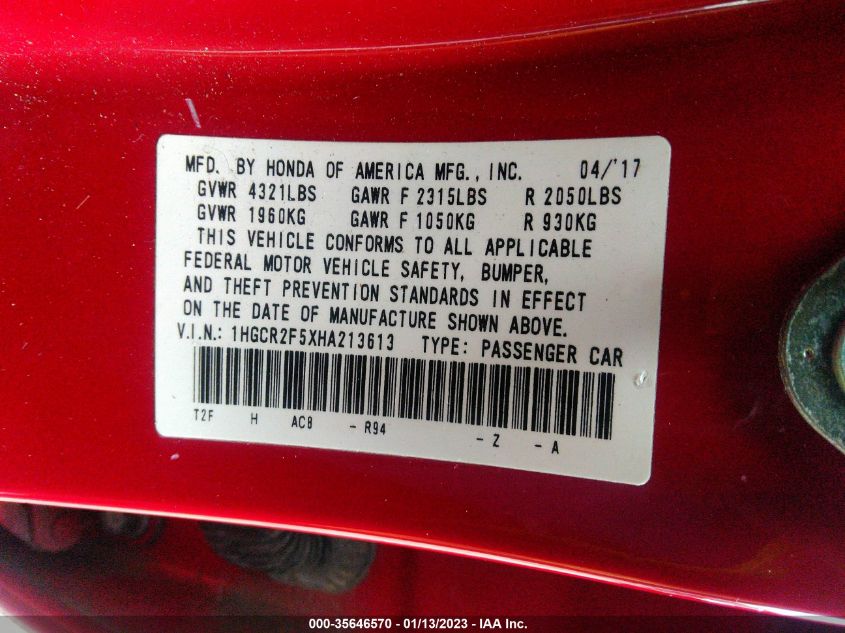 MFD. BY HONDA OF AMERICA MFG., INC. 04/'17
GVWR 4321LBS GAWR F 2315LBS R 2050LBS
GVWR 1960KG GAWR F 1050KG R 930KG
THIS VEHICLE CONFORMS TO ALL APPLICABLE
FEDERAL MOTOR VEHICLE SAFETY, BUMPER,
AND THEFT PREVENTION STANDARDS IN EFFECT
ON THE DATE OF MANUFACTURE SHOWN ABOVE.
V.I.N.: 1HGCR2F5XHA213613 TYPE: PASSENGER CAR
T2F H AC8 - R94 - Z - A
000-35646570 — 01/13/2023 — IAA Inc.